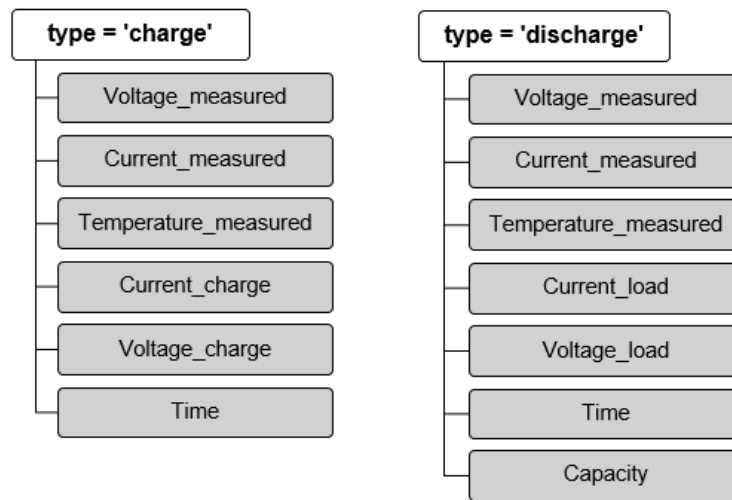 type = 'charge'
Voltage_measured
Current_measured
Temperature_measured
Current_charge
Voltage_charge
Time
type = 'discharge'
Voltage_measured
Current_measured
Temperature_measured
Current_load
Voltage_load
Time
Capacity